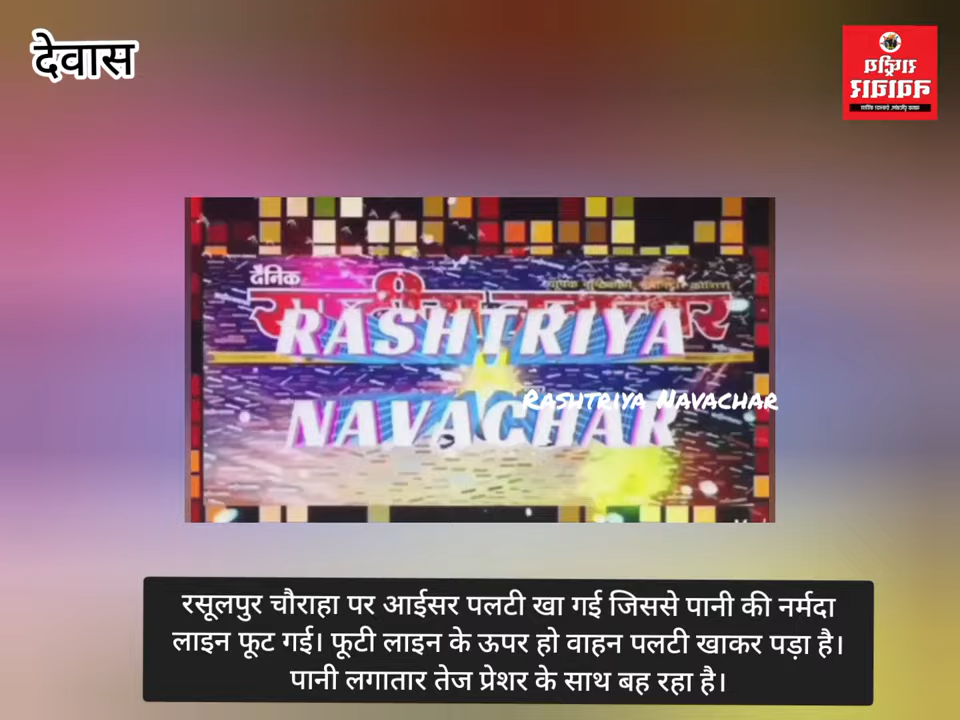 देवास
दैनिक
RASHTRIYA
NAVACHAR
Rashtriya Navachar
रसूलपुर चौराहा पर आईसर पलटी खा गई जिससे पानी की नर्मदा
लाइन फूट गई। फूटी लाइन के ऊपर हो वाहन पलटी खाकर पड़ा है।
पानी लगातार तेज प्रेशर के साथ बह रहा है।